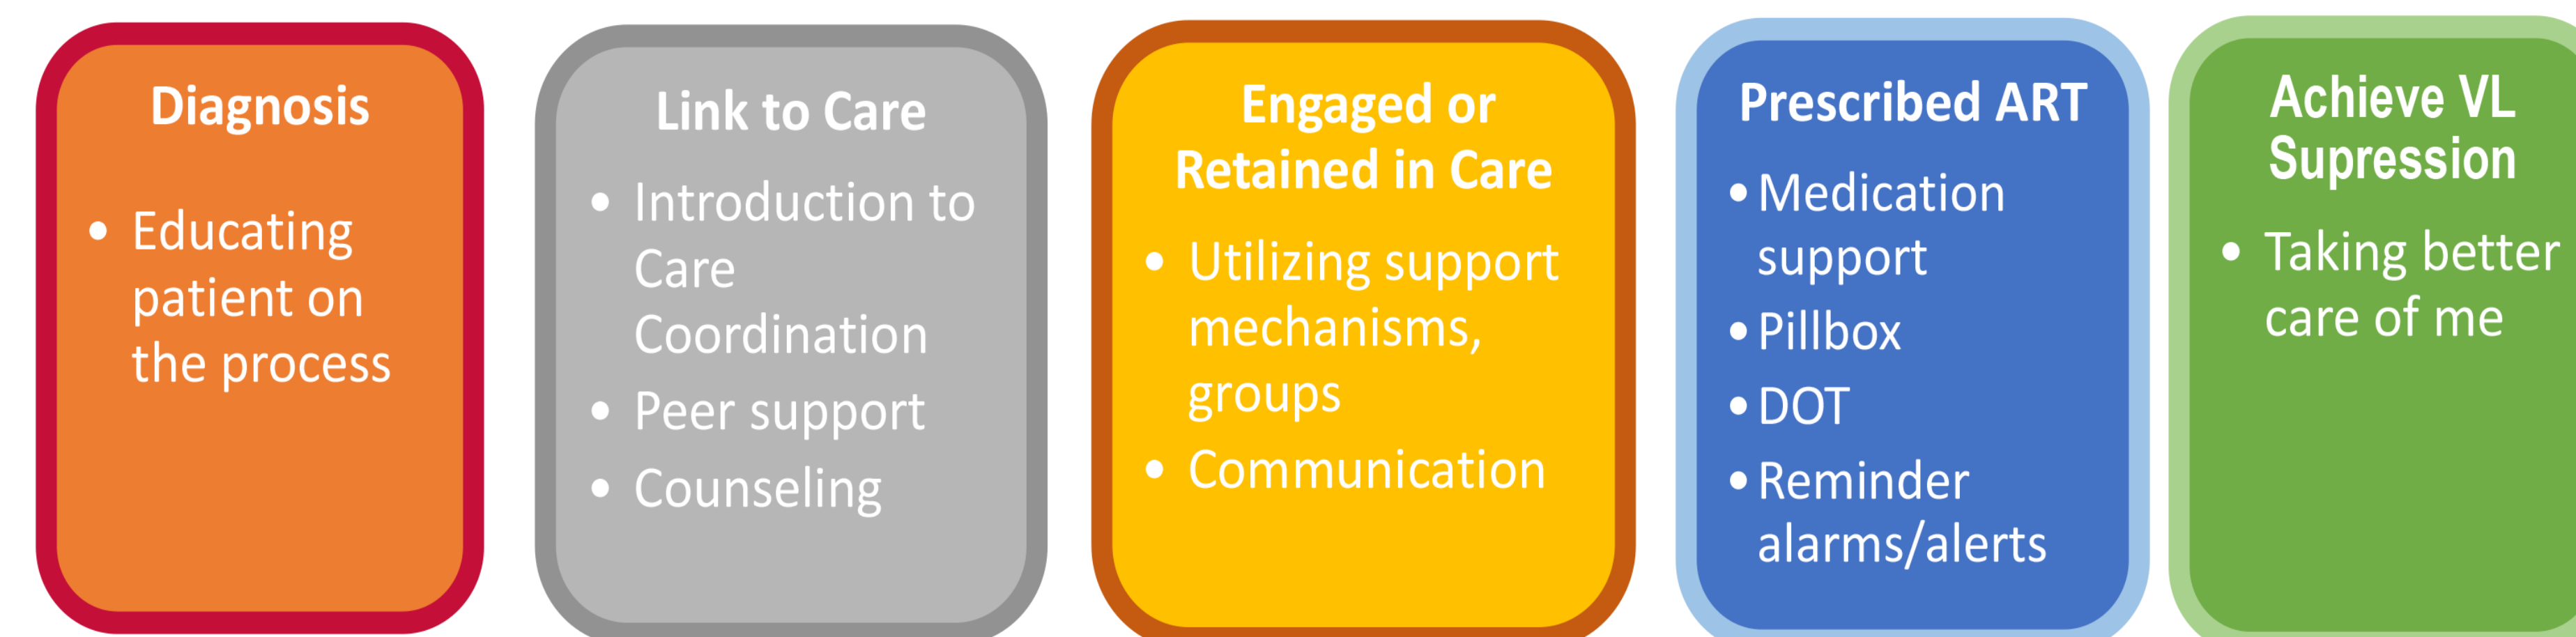 Diagnosis
• Educating
patient on
the process
Link to Care
• Introduction to
Care
Coordination
• Peer support
• Counseling
Engaged or
Retained in Care
• Utilizing support
mechanisms,
groups
• Communication
Prescribed ART
• Medication
support
• Pillbox
• DOT
• Reminder
alarms/alerts
Achieve VL
Supression
• Taking better
care of me